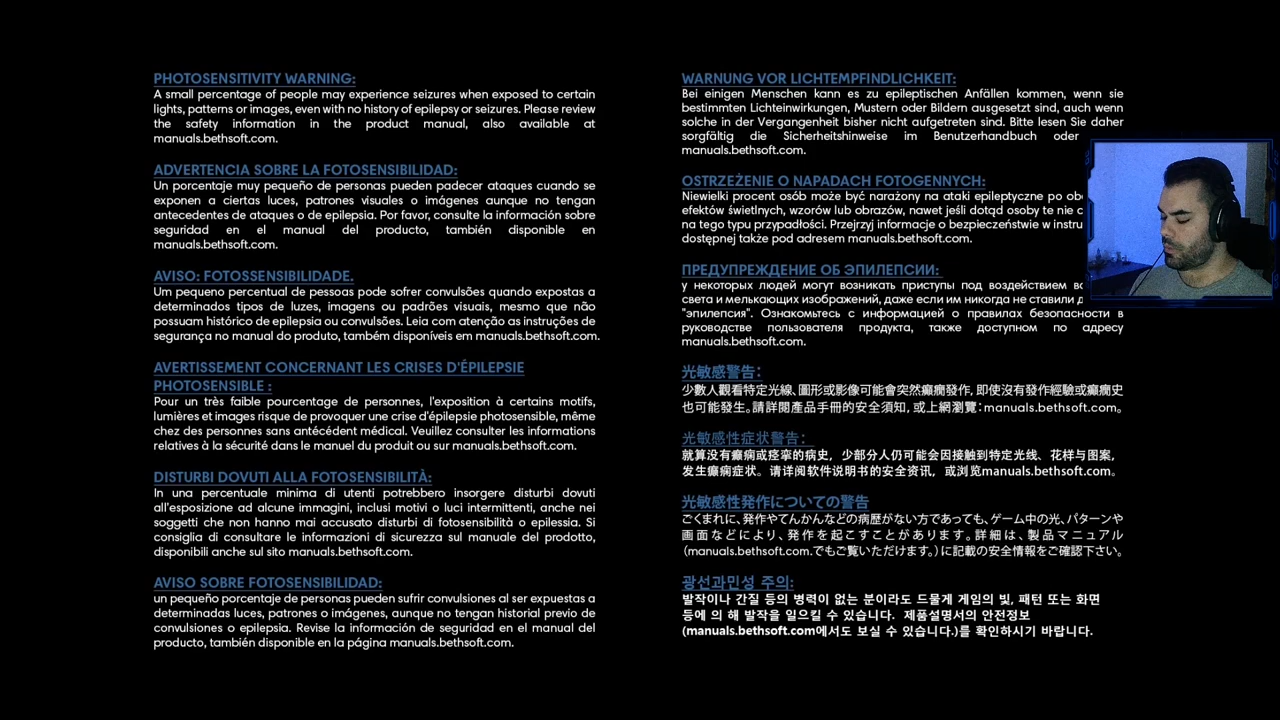 PHOTOSENSITIVITY WARNING:
A small percentage of people may experience seizures when exposed to certain
lights, patterns or images, even with no history of epilepsy or seizures. Please review
the safety information in the product manual, also available at
manuals.bethsoft.com.
ADVERTENCIA SOBRE LA FOTOSENSIBILIDAD:
Un porcentaje muy pequeño de personas pueden padecer ataques cuando se
exponen a ciertas luces, patrones visuales o imágenes aunque no tengan
antecedentes de ataques o de epilepsia. Por favor, consulte la información sobre
seguridad en el manual del producto, también disponible en
manuals.bethsoft.com.
AVISO: FOTOSSENSIBILIDADE.
Um pequeno percentual de pessoas pode sofrer convulsões quando expostas a
determinados tipos de luzes, imagens ou padrões visuais, mesmo que não
possuam histórico de epilepsia ou convulsões. Leia com atenção as instruções de
segurança no manual do produto, também disponíveis em manuals.bethsoft.com.
AVERTISSEMENT CONCERNANT LES CRISES D'ÉPILEPSIE
PHOTOSENSIBLE :
Pour un très faible pourcentage de personnes, l'exposition à certains motifs,
lumières et images risque de provoquer une crise d'épilepsie photosensible, même
chez des personnes sans antécédent médical. Veuillez consulter les informations
relatives à la sécurité dans le manuel du produit ou sur manuals.bethsoft.com.
DISTURBI DOVUTI ALLA FOTOSENSIBILITÀ:
In una percentuale minima di utenti potrebbero insorgere disturbi dovuti
all'esposizione ad alcune immagini, inclusi motivi o luci intermittenti, anche nei
soggetti che non hanno mai accusato disturbi di fotosensibilità o epilessia. Si
consiglia di consultare le informazioni di sicurezza sul manuale del prodotto,
disponibili anche sul sito manuals.bethsoft.com.
AVISO SOBRE FOTOSENSIBILIDAD:
un pequeño porcentaje de personas pueden sufrir convulsiones al ser expuestas a
determinadas luces, patrones o imágenes, aunque no tengan historial previo de
convulsiones o epilepsia. Revise la información de seguridad en el manual del
producto, también disponible en la página manuals.bethsoft.com.
WARNUNG VOR LICHTEMPFINDLICHKEIT:
Bei einigen Menschen kann es zu epileptischen Anfällen kommen, wenn sie
bestimmten Lichteinwirkungen, Mustern oder Bildern ausgesetzt sind, auch wenn
solche in der Vergangenheit bisher nicht aufgetreten sind. Bitte lesen Sie daher
sorgfältig die Sicherheitshinweise im Benutzerhandbuch oder
manuals.bethsoft.com.
OSTRZEŻENIE O NAPADACH FOTOGENNYCH:
Niewielki procent osób może być narażony na ataki epileptyczne po
efektów świetlnych, wzorów lub obrazów, nawet jeśli dotąd osoby te nie
na tego typu przypadłości. Przejrzyj informacje o bezpieczeństwie w
dostępnej także pod adresem manuals.bethsoft.com.
ПРЕДУПРЕЖДЕНИЕ ОБ ЭПИЛЕПСИИ:
у некоторых людей могут возникать приступы под воздействием
света и мелькающих изображений, даже если им никогда не ставили
"эпилепсия". Ознакомьтесь с информацией о правилах безопасности в
руководстве пользователя продукта, также доступном по адресу
manuals.bethsoft.com.
光敏感警告：
少數人觀看特定光線、圖形或影像可能會突然癲癇發作，即使沒有發作經驗或癲癇史
也可能發生。請詳閱產品手冊的安全須知，或上網瀏覽：manuals.bethsoft.com。
光敏感性症状警告：
就算没有癫痫或痉挛的病史，少部分人仍可能会因接触到特定光线、花样与图案，
发生癫痫症状。请详阅软件说明书的安全资讯，或浏览manuals.bethsoft.com。
光敏感性発作についての警告
ごくまれに、発作やてんかんなどの病歴がない方であっても、ゲーム中の光、パターンや
画面などにより、発作を起こすことがあります。詳細は、製品マニュアル
（manuals.bethsoft.com.でもご覧いただけます。）に記載の安全情報をご確認下さい。
광선과민성 주의:
발작이나 간질 등의 병력이 없는 분이라도 드물게 게임의 빛, 패턴 또는 화면
등에 의 해 발작을 일으킬 수 있습니다. 제품설명서의 안전정보
(manuals.bethsoft.com에서도 보실 수 있습니다.)를 확인하시기 바랍니다.